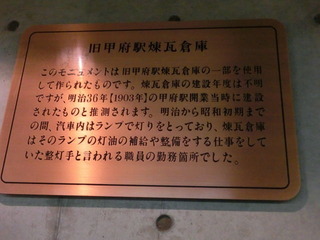 旧甲府駅煉瓦倉庫
このモニュメントは旧甲府駅煉瓦倉庫の一部を使用
して作られたものです。煉瓦倉庫の建設年度は不明
ですが、明治36年【1903年】の甲府駅開業当時に建設
されたものと推測されます。明治から昭和初期まで
の間、汽車内はランプで灯りをとっており、煉瓦倉庫
はそのランプの灯油の補給や整備をする仕事をして
いた整灯手と言われる職員の勤務箇所でした。